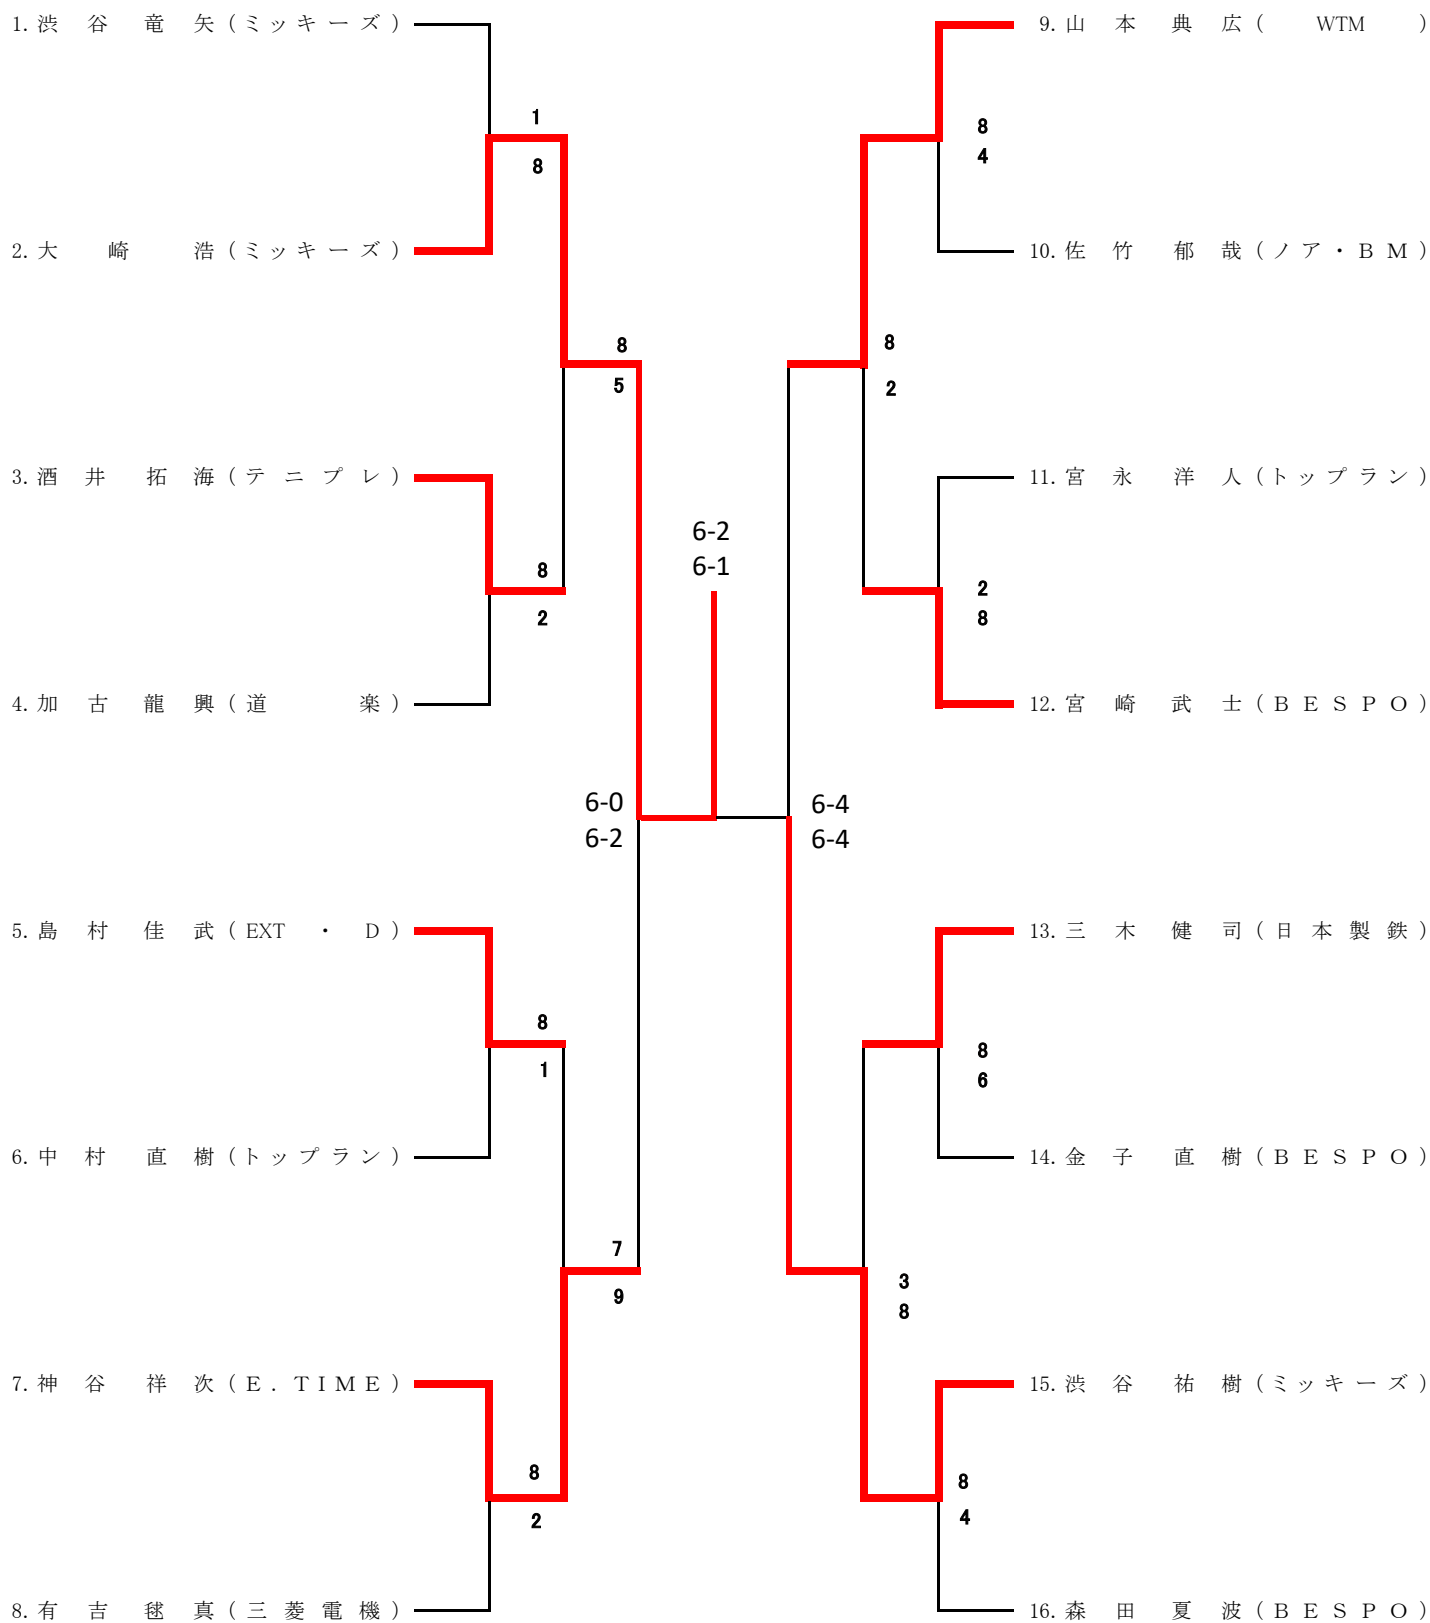 1. 渋谷 竜矢（ミッキーズ）
1
8
2. 大崎 浩（ミッキーズ）
8
5
3. 酒井 拓海（テニプレ）
8
2
4. 加古 龍興（道楽）
6-0
6-2
5. 島村 佳武（EXT・D）
8
1
6. 中村 直樹（トップラン）
7
9
7. 神谷 祥次（E．TIME）
8
2
8. 有吉 毬真（三菱電機）
6-2
6-1
9. 山本 典広（WTM）
8
4
10. 佐竹 郁哉（ノア・BM）
8
2
11. 宮永 洋人（トップラン）
2
8
12. 宮崎 武士（BESPO）
6-4
6-4
13. 三木 健司（日本製鉄）
8
6
14. 金子 直樹（BESPO）
3
8
15. 渋谷 祐樹（ミッキーズ）
8
4
16. 森田 夏波（BESPO）